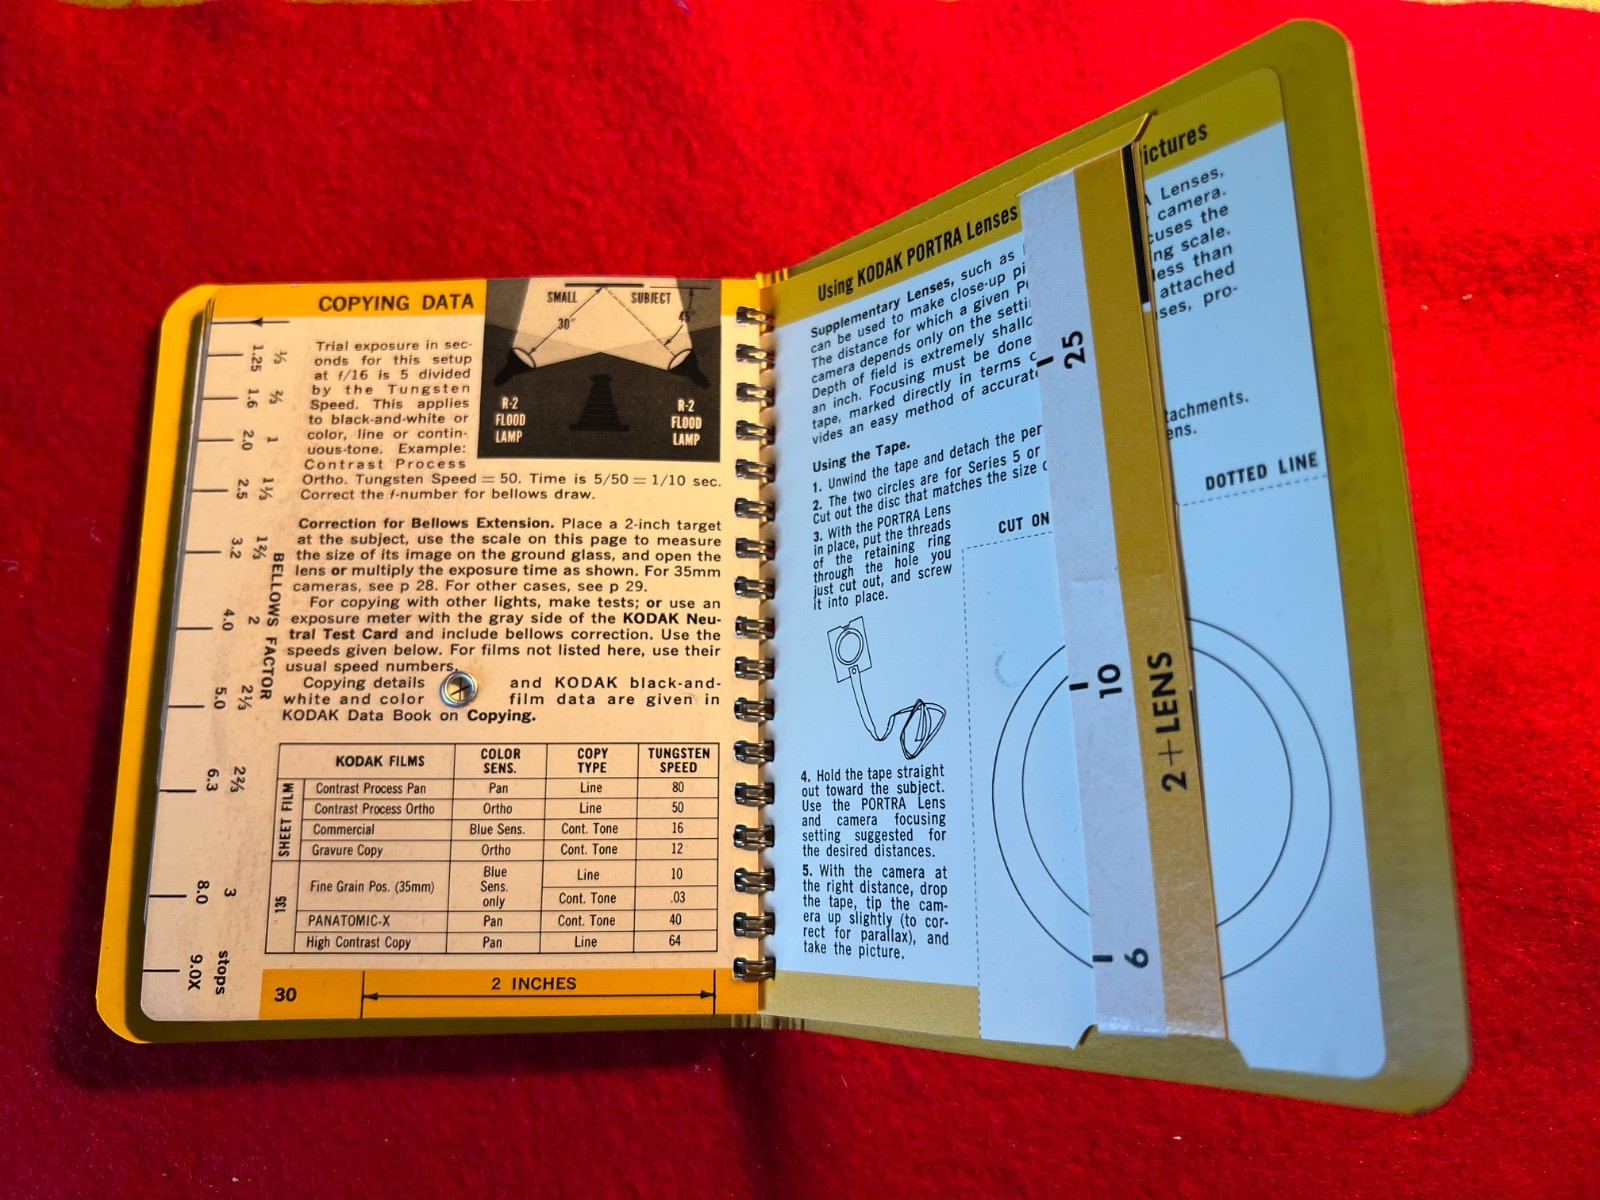 COPYING DATA
SMALL SUBJECT
30"
45°
R-2
FLOOD
LAMP
R-2
FLOOD
LAMP
Trial exposure in sec-
onds for this setup
at f/16 is 5 divided
by the Tungsten
Speed. This applies
to black-and-white or
color, line or contin-
uous-tone. Example:
Contrast Process
Ortho. Tungsten Speed = 50. Time is 5/50 = 1/10 sec.
Correct the f-number for bellows draw.
Correction for Bellows Extension. Place a 2-inch target
at the subject, use the scale on this page to measure
the size of its image on the ground glass, and open the
lens or multiply the exposure time as shown. For 35mm
cameras, see p 28. For other cases, see p 29.
For copying with other lights, make tests; or use an
exposure meter with the gray side of the KODAK Neu-
tral Test Card and include bellows correction. Use the
speeds given below. For films not listed here, use their
usual speed numbers.
Copying details and KODAK black-and-
white and color film data are given in
KODAK Data Book on Copying.
KODAK FILMS COLOR SENS. COPY TYPE TUNGSTEN SPEED
SHEET FILM
Contrast Process Pan Pan Line 80
Contrast Process Ortho Ortho Line 50
Commercial Blue Sens. Cont. Tone 16
Gravure Copy Ortho Cont. Tone 12
135
Fine Grain Pos. (35mm) Blue Sens. only Line 10
Cont. Tone .03
PANATOMIC-X Pan Cont. Tone 40
High Contrast Copy Pan Line 64
30
2 INCHES
BELLOWS FACTOR
1.25 ⅓
1.6 ⅔
2.0 1
2.5 1⅓
3.2 1⅔
4.0 2
5.0 2⅓
6.3 2⅔
8.0 3
9.0X stops
Using KODAK PORTRA Lenses
ictures
Supplementary Lenses, such as
can be used to make close-up pi
The distance for which a given
camera depends only on the setti
Depth of field is extremely shallo
an inch. Focusing must be done
tape, marked directly in terms
vides an easy method of accurat
Lenses,
camera.
cuses the
ng scale.
less than
attached
ses, pro-
Using the Tape.
1. Unwind the tape and detach the per
2. The two circles are for Series 5 or
Cut out the disc that matches the size
tachments.
ens.
3. With the PORTRA Lens
in place, put the threads
of the retaining ring
through the hole you
just cut out, and screw
it into place.
CUT ON
DOTTED LINE
4. Hold the tape straight
out toward the subject.
Use the PORTRA Lens
and camera focusing
setting suggested for
the desired distances.
5. With the camera at
the right distance, drop
the tape, tip the cam-
era up slightly (to cor-
rect for parallax), and
take the picture.
25
10
6
2+LENS